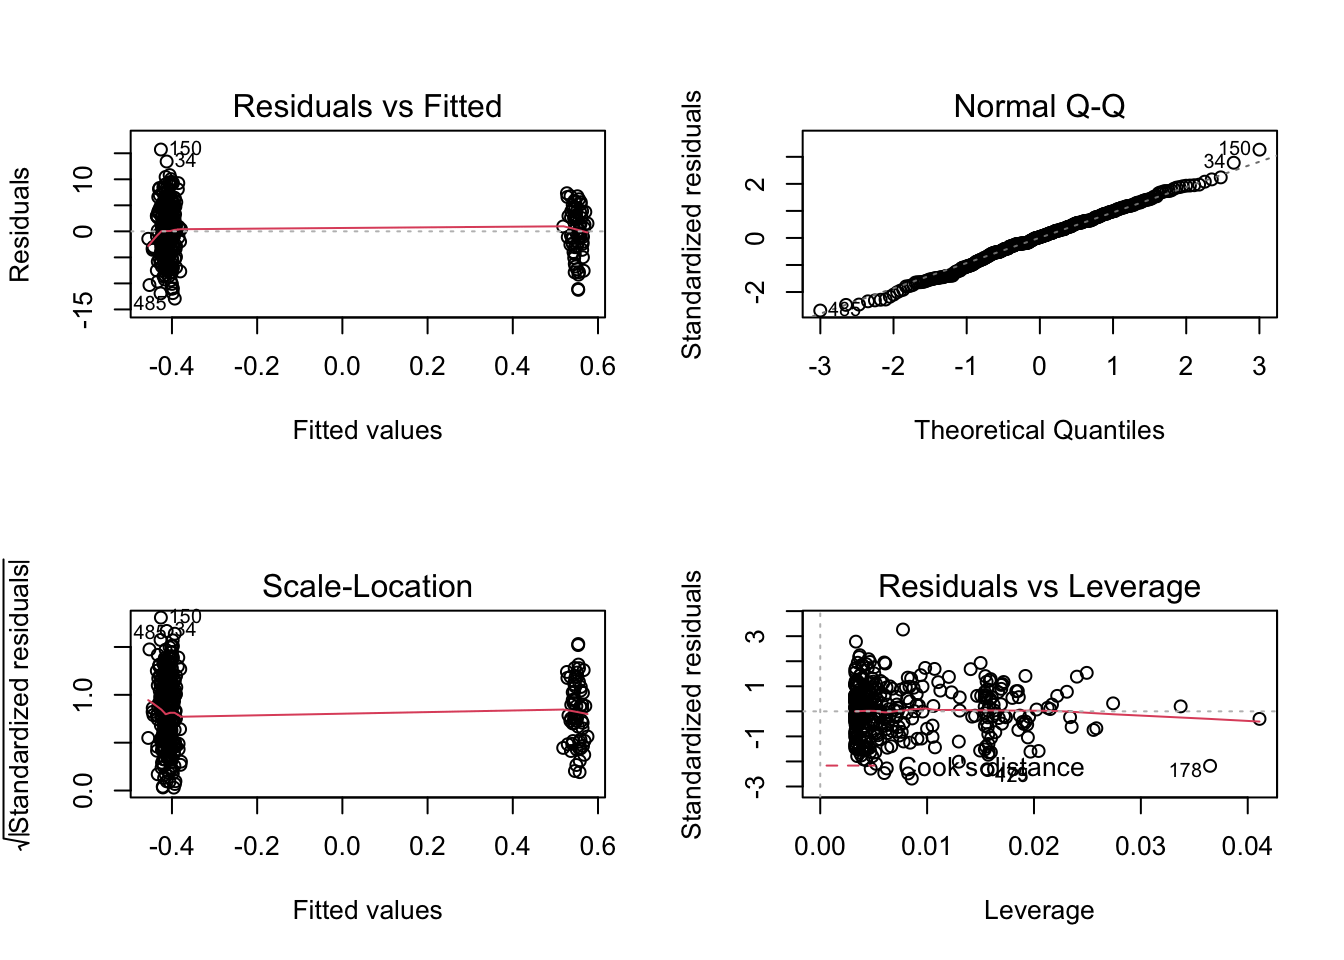 Residuals vs Fitted
Residuals
10
0
-15
150
34
485
-0.4 -0.2 0.0 0.2 0.4 0.6
Fitted values
Normal Q-Q
Standardized residuals
2
0
-2
150
34
485
-3 -2 -1 0 1 2 3
Theoretical Quantiles
Scale-Location
√|Standardized residuals|
1.0
0.0
150
485 34
-0.4 -0.2 0.0 0.2 0.4 0.6
Fitted values
Residuals vs Leverage
Standardized residuals
3
1
-1
-3
Cook's distance
178
0.00 0.01 0.02 0.03 0.04
Leverage